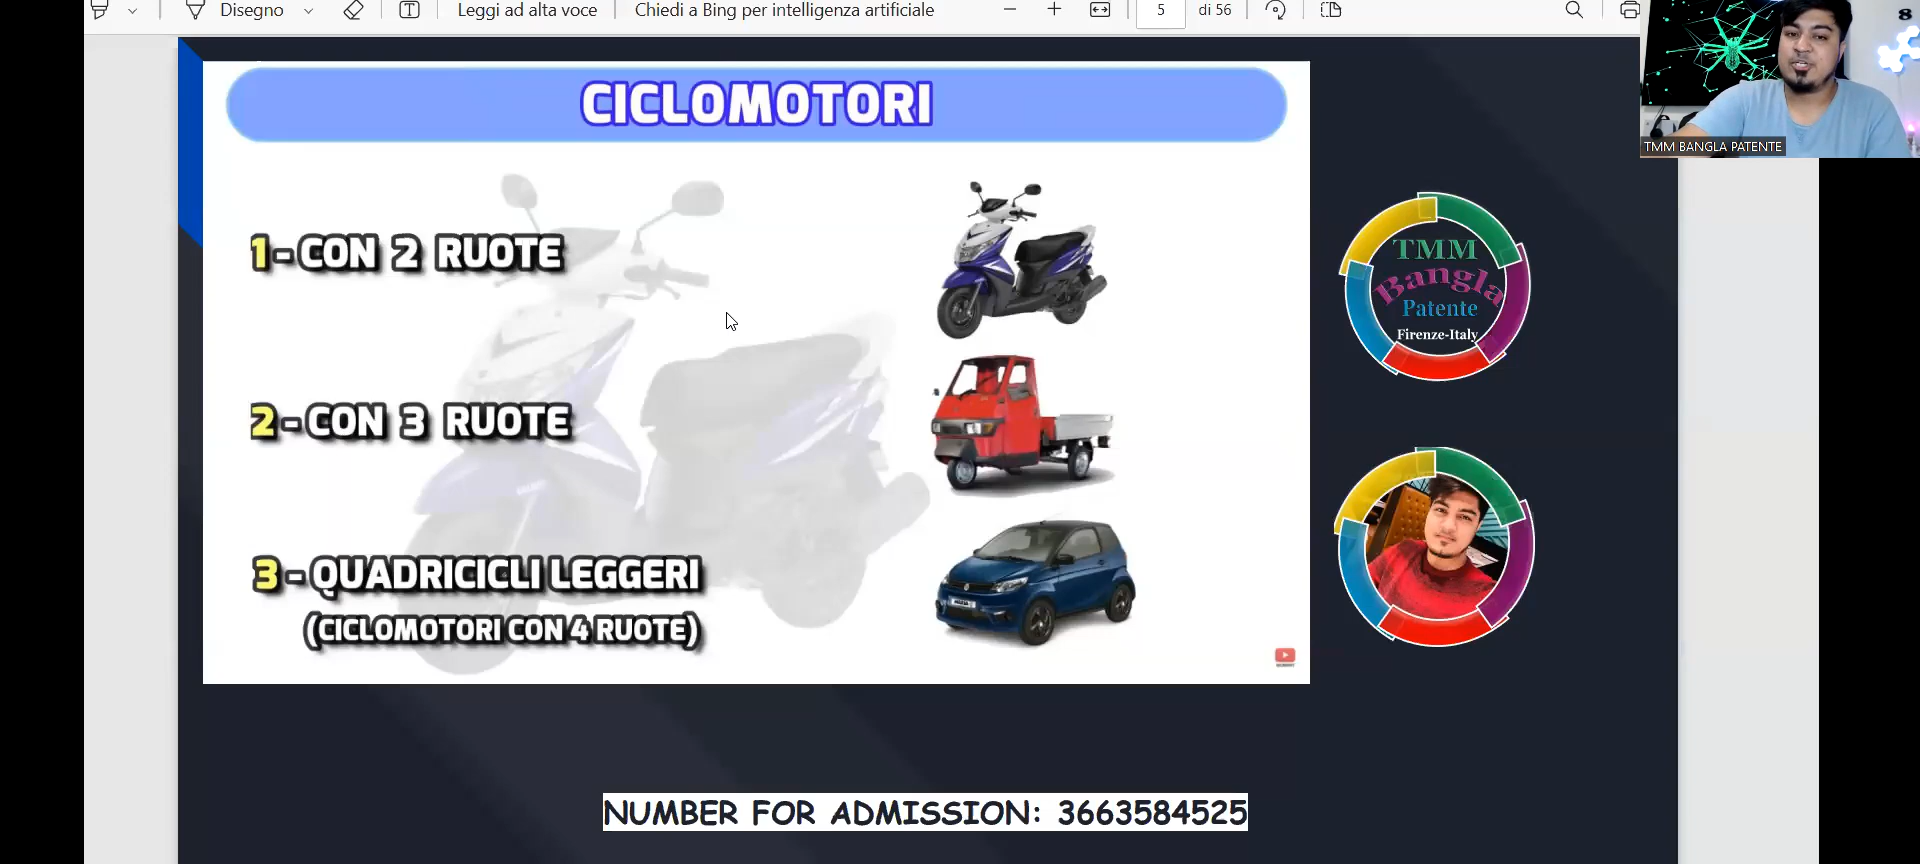 Disegno
Leggi ad alta voce
Chiedi a Bing per intelligenza artificiale
5 di 56
8
TMM BANGLA PATENTE
CICLOMOTORI
1 - CON 2 RUOTE
2 - CON 3 RUOTE
3 - QUADRICICLI LEGGERI
(CICLOMOTORI CON 4 RUOTE)
TMM
Bangla
Patente
Firenze-Italy
NUMBER FOR ADMISSION: 3663584525